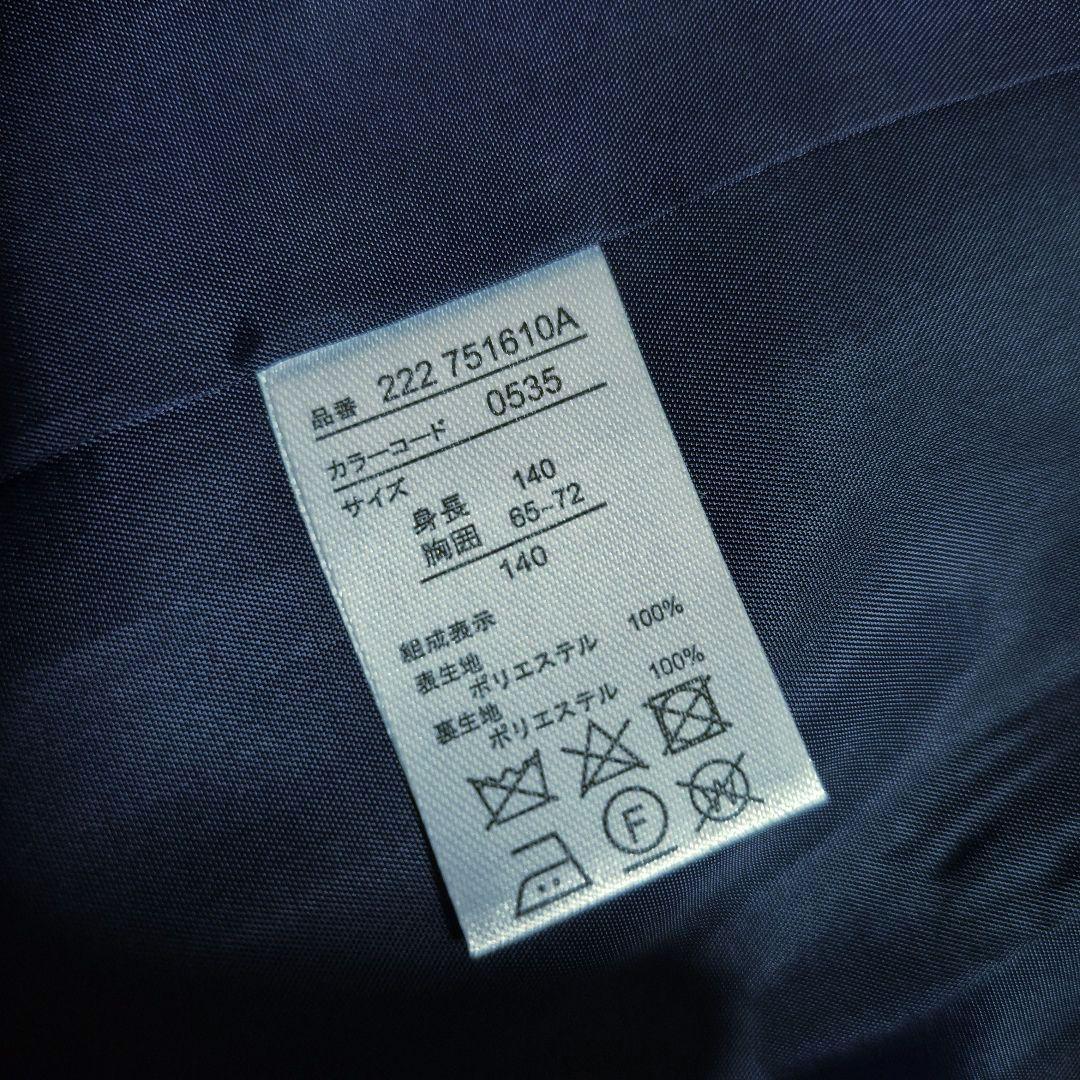 品番 222 751610A
カラーコード 0535
サイズ
身長 140
胸囲 65-72
140
組成表示
表生地
ポリエステル 100%
裏生地
ポリエステル 100%
F W